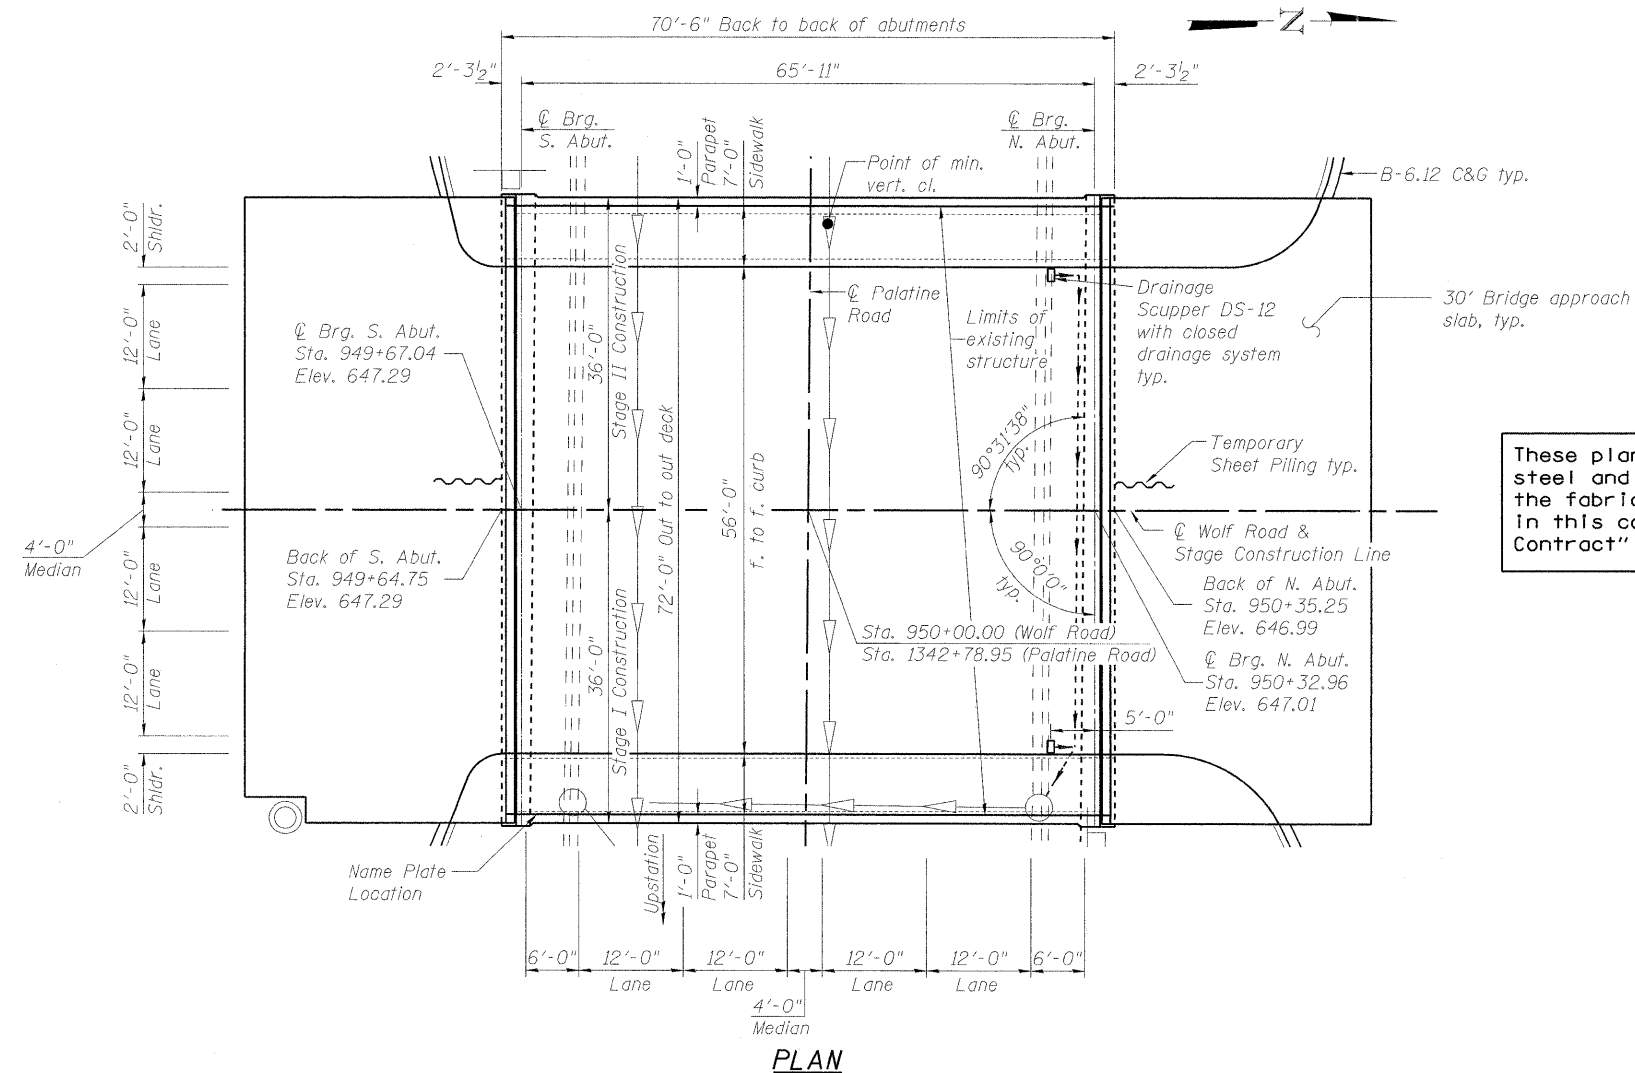 70'-6" Back to back of abutments
N
2'-3½"
65'-11"
2'-3½"
℄ Brg.
S. Abut.
1'-0"
Parapet
7'-0"
Sidewalk
℄ Brg.
N. Abut.
Point of min.
vert. cl.
B-6.12 C&G typ.
2'-0"
Shldr.
12'-0"
Lane
12'-0"
Lane
4'-0"
Median
12'-0"
Lane
12'-0"
Lane
2'-0"
Shldr.
℄ Brg. S. Abut.
Sta. 949+67.04
Elev. 647.29
Back of S. Abut.
Sta. 949+64.75
Elev. 647.29
36'-0"
Stage II Construction
36'-0"
Stage I Construction
72'-0" Out to out deck
56'-0"
f. to f. curb
℄ Palatine
Road
Limits of
existing
structure
Drainage
Scupper DS-12
with closed
drainage system
typ.
30' Bridge approach
slab, typ.
90°31'38"
typ.
90°0'0"
typ.
Temporary
Sheet Piling typ.
These plan
steel and
the fabric
in this co
Contract"
℄ Wolf Road &
Stage Construction Line
Back of N. Abut.
Sta. 950+35.25
Elev. 646.99
Sta. 950+00.00 (Wolf Road)
Sta. 1342+78.95 (Palatine Road)
℄ Brg. N. Abut.
Sta. 950+32.96
Elev. 647.01
5'-0"
Name Plate
Location
Upstation
1'-0"
Parapet
7'-0"
Sidewalk
6'-0"
12'-0"
Lane
12'-0"
Lane
4'-0"
Median
12'-0"
Lane
12'-0"
Lane
6'-0"
PLAN